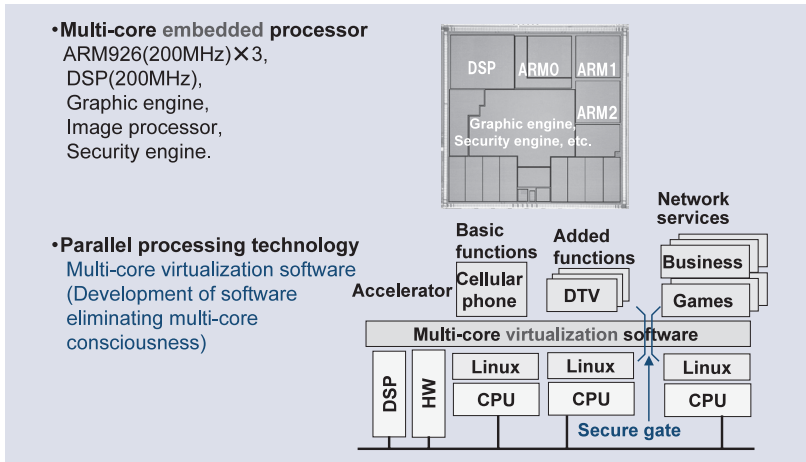 •Multi-core embedded processor
ARM926(200MHz)×3,
DSP(200MHz),
Graphic engine,
Image processor,
Security engine.
DSP
ARM0
ARM1
ARM2
Graphic engine,
Security engine, etc.
•Parallel processing technology
Multi-core virtualization software
(Development of software
eliminating multi-core
consciousness)
Accelerator
Basic
functions
Cellular
phone
Added
functions
DTV
Network
services
Business
Games
Multi-core virtualization software
DSP
HW
Linux
CPU
Linux
CPU
Linux
CPU
Secure gate